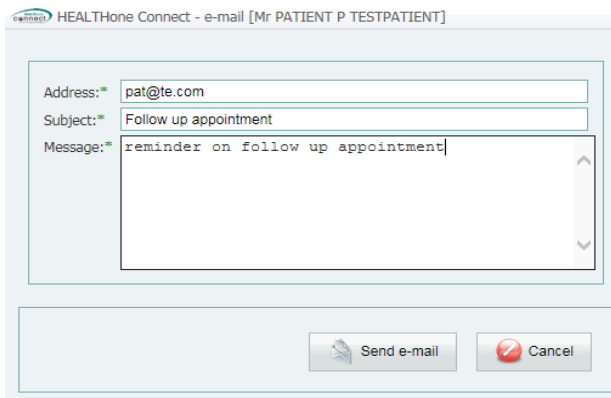 connect HEALTHone Connect - e-mail [Mr PATIENT P TESTPATIENT]
Address:* pat@te.com
Subject:* Follow up appointment
Message:* reminder on follow up appointment
Send e-mail Cancel